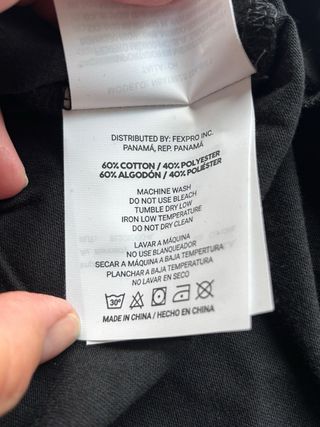 DISTRIBUTED BY: FEXPRO INC.
PANAMÁ, REP. PANAMÁ
60% COTTON / 40% POLYESTER
60% ALGODÓN / 40% POLIÉSTER
MACHINE WASH
DO NOT USE BLEACH
TUMBLE DRY LOW
IRON LOW TEMPERATURE
DO NOT DRY CLEAN
LAVAR A MÁQUINA
NO USE BLANQUEADOR
SECAR A MÁQUINA A BAJA TEMPERTURA
PLANCHAR A BAJA TEMPERATURA
NO LAVAR EN SECO
30°
MADE IN CHINA / HECHO EN CHINA